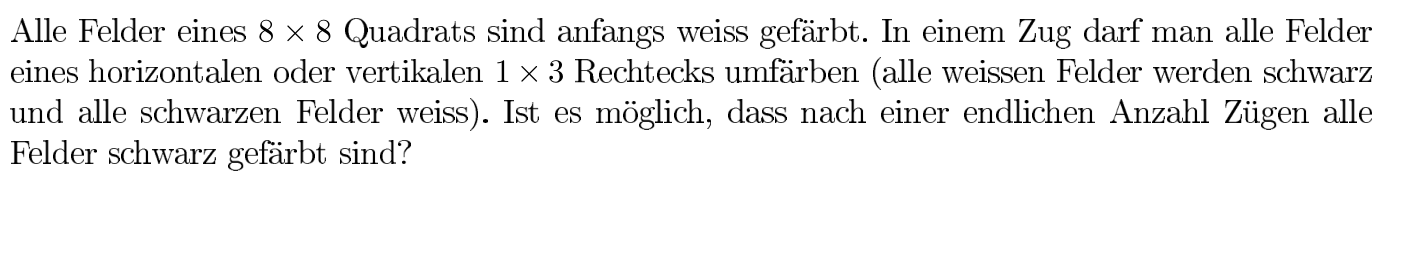 Alle Felder eines 8 × 8 Quadrats sind anfangs weiss gefärbt. In einem Zug darf man alle Felder
eines horizontalen oder vertikalen 1 × 3 Rechtecks umfärben (alle weissen Felder werden schwarz
und alle schwarzen Felder weiss). Ist es möglich, dass nach einer endlichen Anzahl Zügen alle
Felder schwarz gefärbt sind?